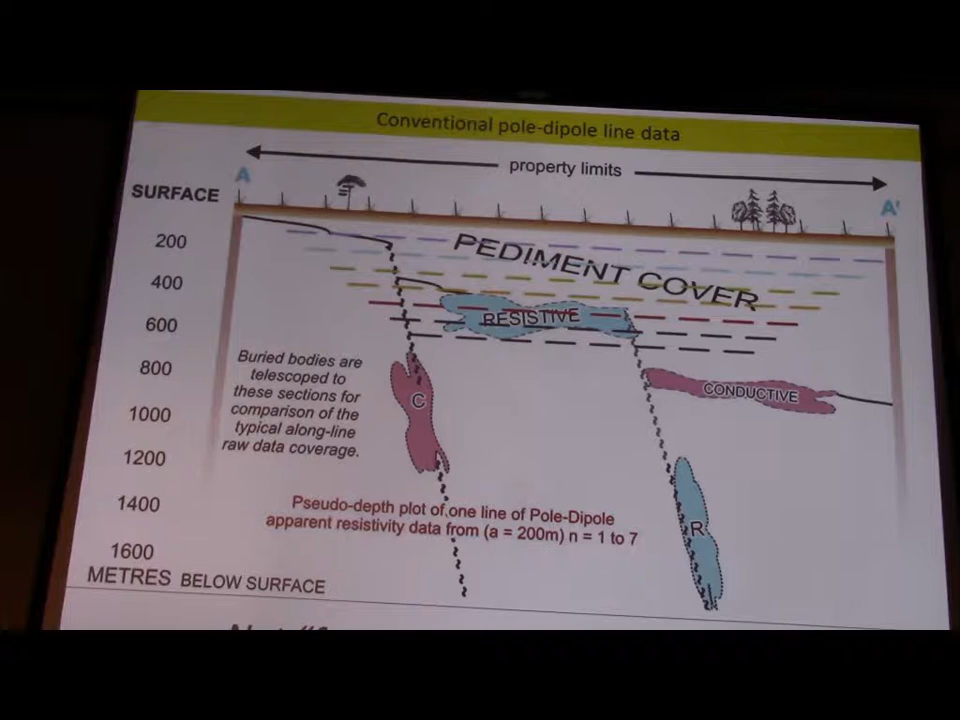 Conventional pole-dipole line data
property limits
A
A'
SURFACE
200
400
600
800
1000
1200
1400
1600
METRES BELOW SURFACE
PEDIMENT COVER
RESISTIVE
CONDUCTIVE
C
R
Buried bodies are
telescoped to
these sections for
comparison of the
typical along-line
raw data coverage.
Pseudo-depth plot of one line of Pole-Dipole
apparent resistivity data from (a = 200m) n = 1 to 7